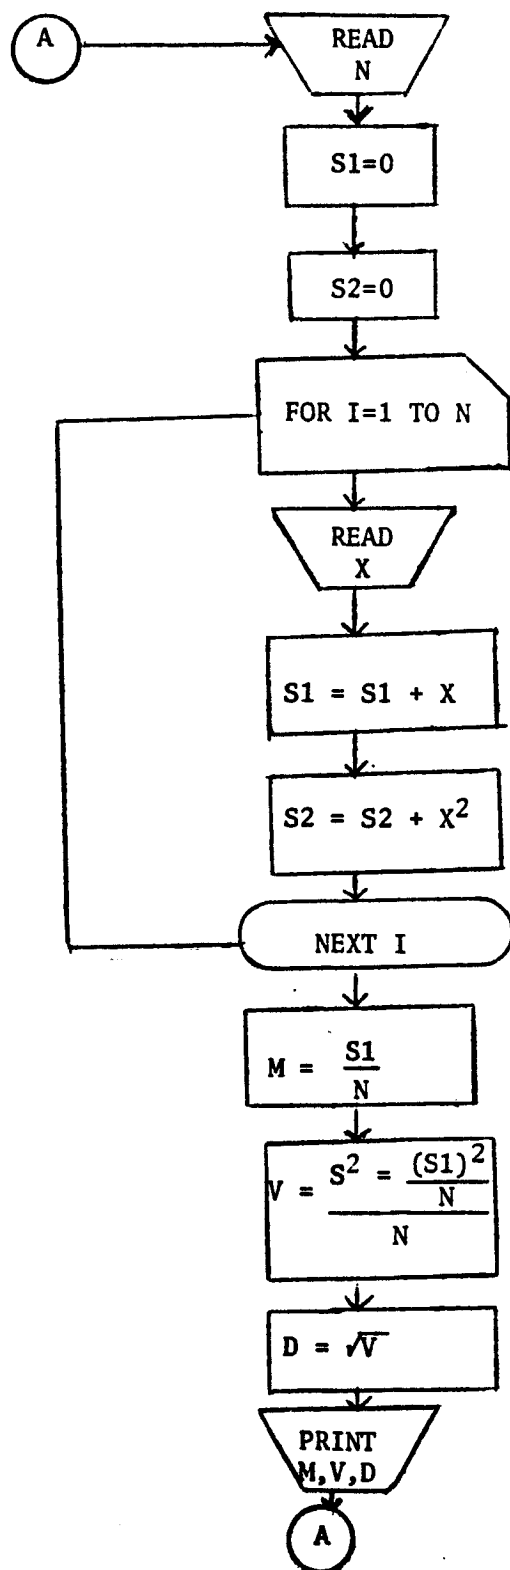 A
READ
N
S1=0
S2=0
FOR I=1 TO N
READ
X
S1 = S1 + X
S2 = S2 + X²
NEXT I
M = S1
N
V = S² = (S1)²
N
N
D = √V
PRINT
M,V,D
A